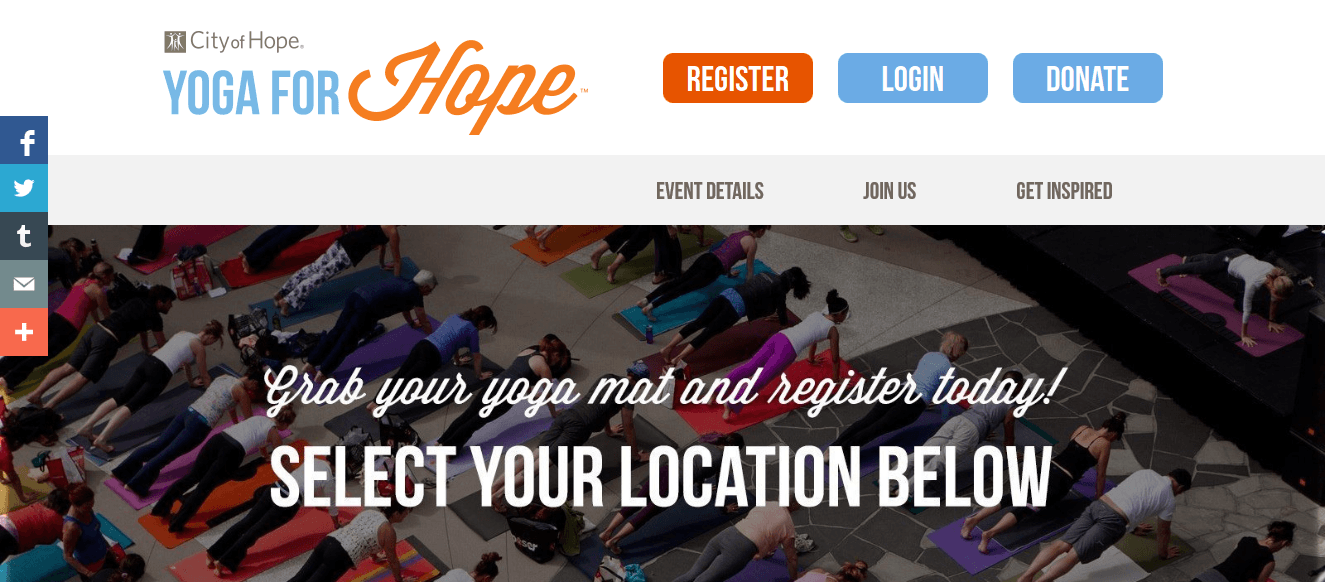 City of Hope®
YOGA FOR Hope™
REGISTER
LOGIN
DONATE
EVENT DETAILS
JOIN US
GET INSPIRED
Grab your yoga mat and register today!
SELECT YOUR LOCATION BELOW